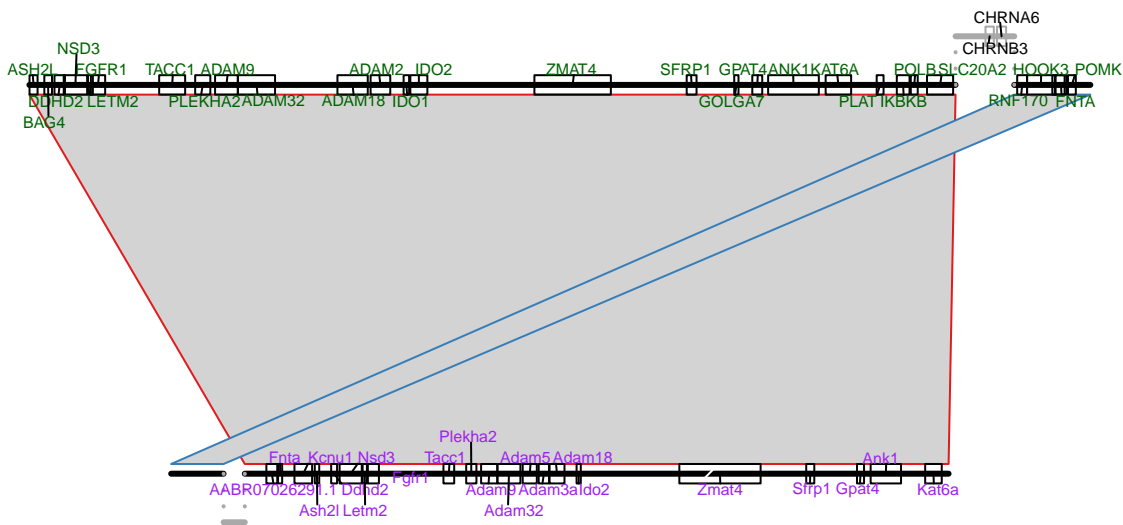 CHRNA6
CHRNB3
NSD3
ASH2L FGFR1 TACC1 ADAM9 ADAM2 IDO2 ZMAT4 SFRP1 GPAT4 ANK1 KAT6A POLB SLC20A2 HOOK3 POMK
DDHD2 LETM2 PLEKHA2 ADAM32 ADAM18 IDO1 GOLGA7 PLAT IKBKB RNF170 FNTA
BAG4
Plekha2
Fnta Kcnu1 Nsd3 Tacc1 Adam5 Adam18 Ank1
Fgfr1
AABR07026291.1 Ddhd2 Adam9 Adam3a Ido2 Zmat4 Sfrp1 Gpat4 Kat6a
Ash2l Letm2 Adam32